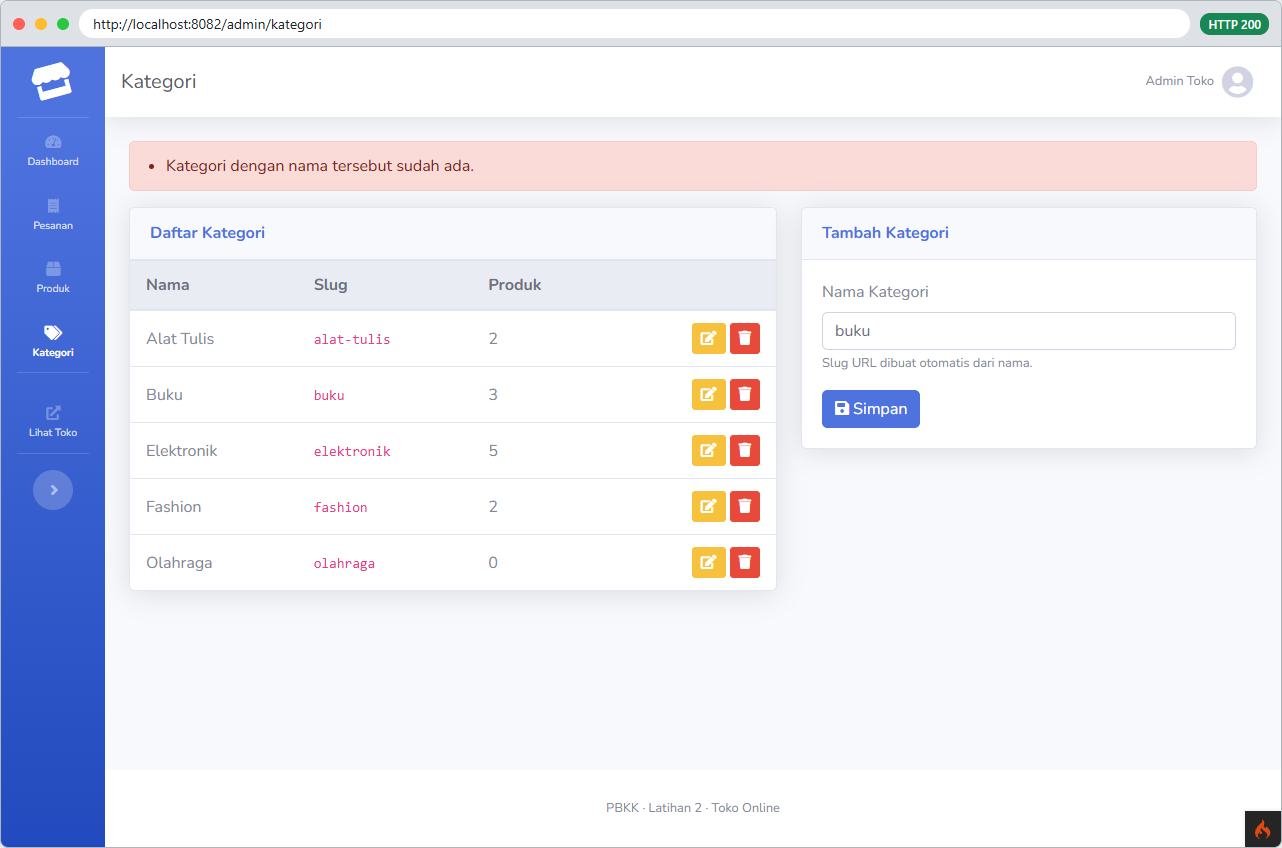 http://localhost:8082/admin/kategori
HTTP 200
Kategori
Admin Toko
Dashboard
Pesanan
Produk
Kategori
Lihat Toko
Kategori dengan nama tersebut sudah ada.
Daftar Kategori
Nama Slug Produk
Alat Tulis alat-tulis 2
Buku buku 3
Elektronik elektronik 5
Fashion fashion 2
Olahraga olahraga 0
Tambah Kategori
Nama Kategori
buku
Slug URL dibuat otomatis dari nama.
Simpan
PBKK · Latihan 2 · Toko Online